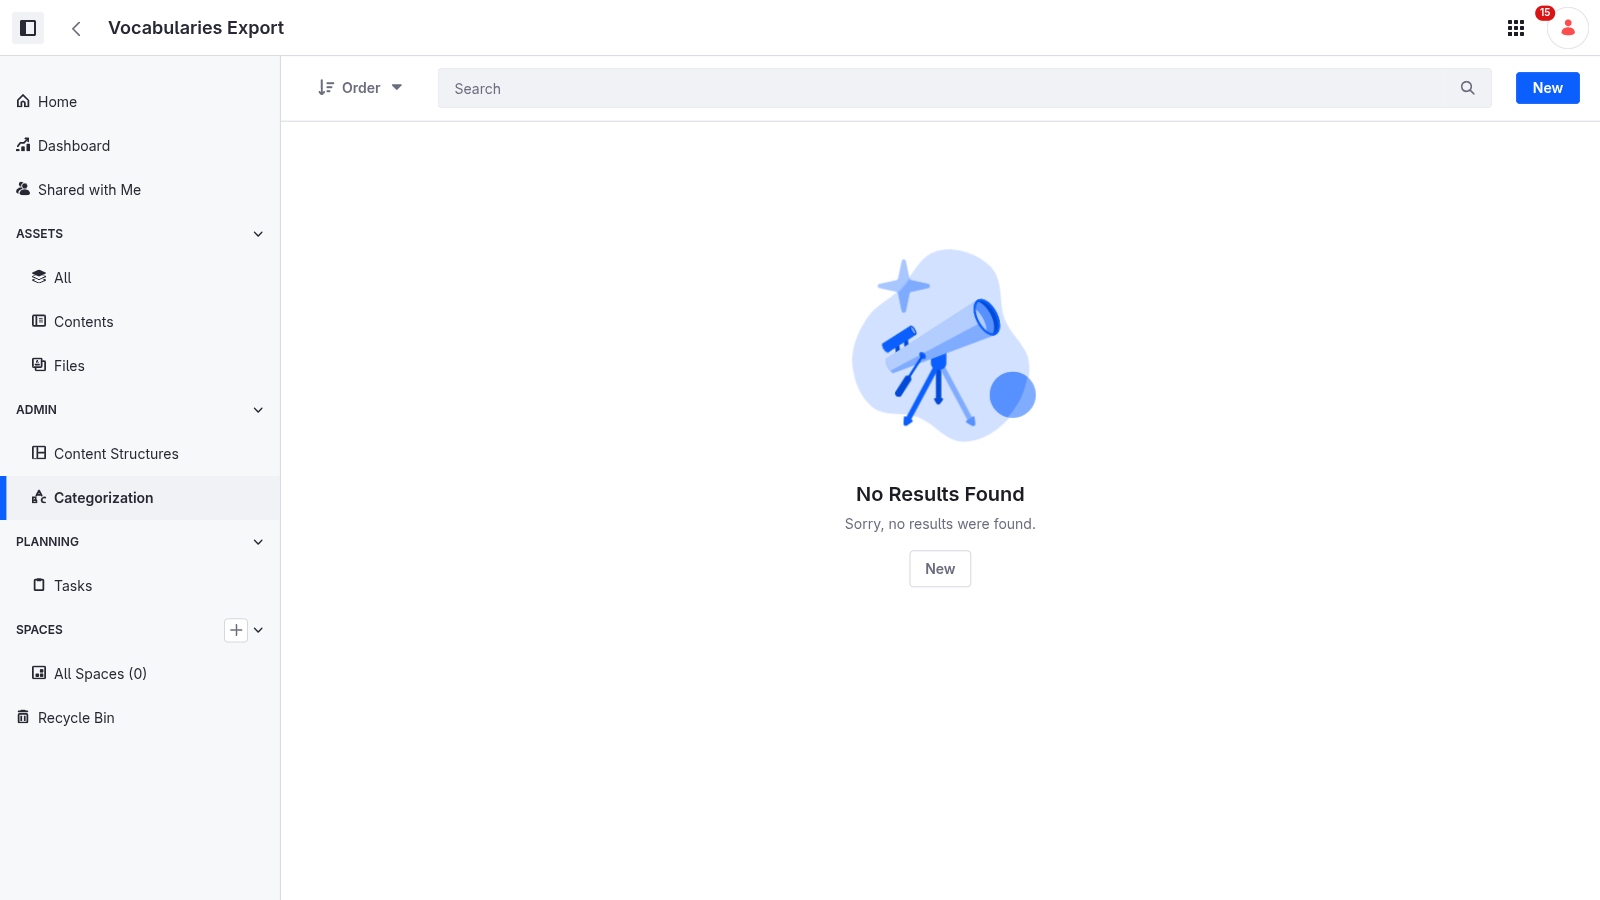 Vocabularies Export
15
Home
Dashboard
Shared with Me
ASSETS
All
Contents
Files
ADMIN
Content Structures
Categorization
PLANNING
Tasks
SPACES
All Spaces (0)
Recycle Bin
Order
Search
New
No Results Found
Sorry, no results were found.
New